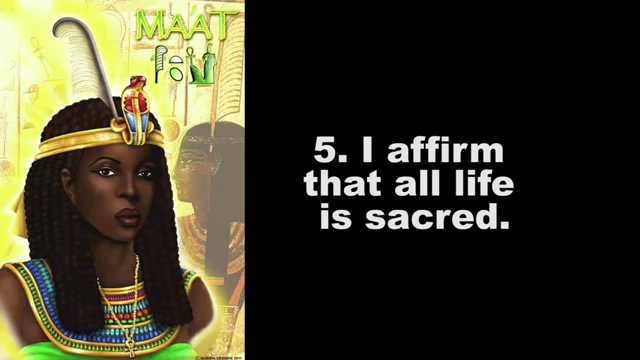 MAAT
5. I affirm
that all life
is sacred.